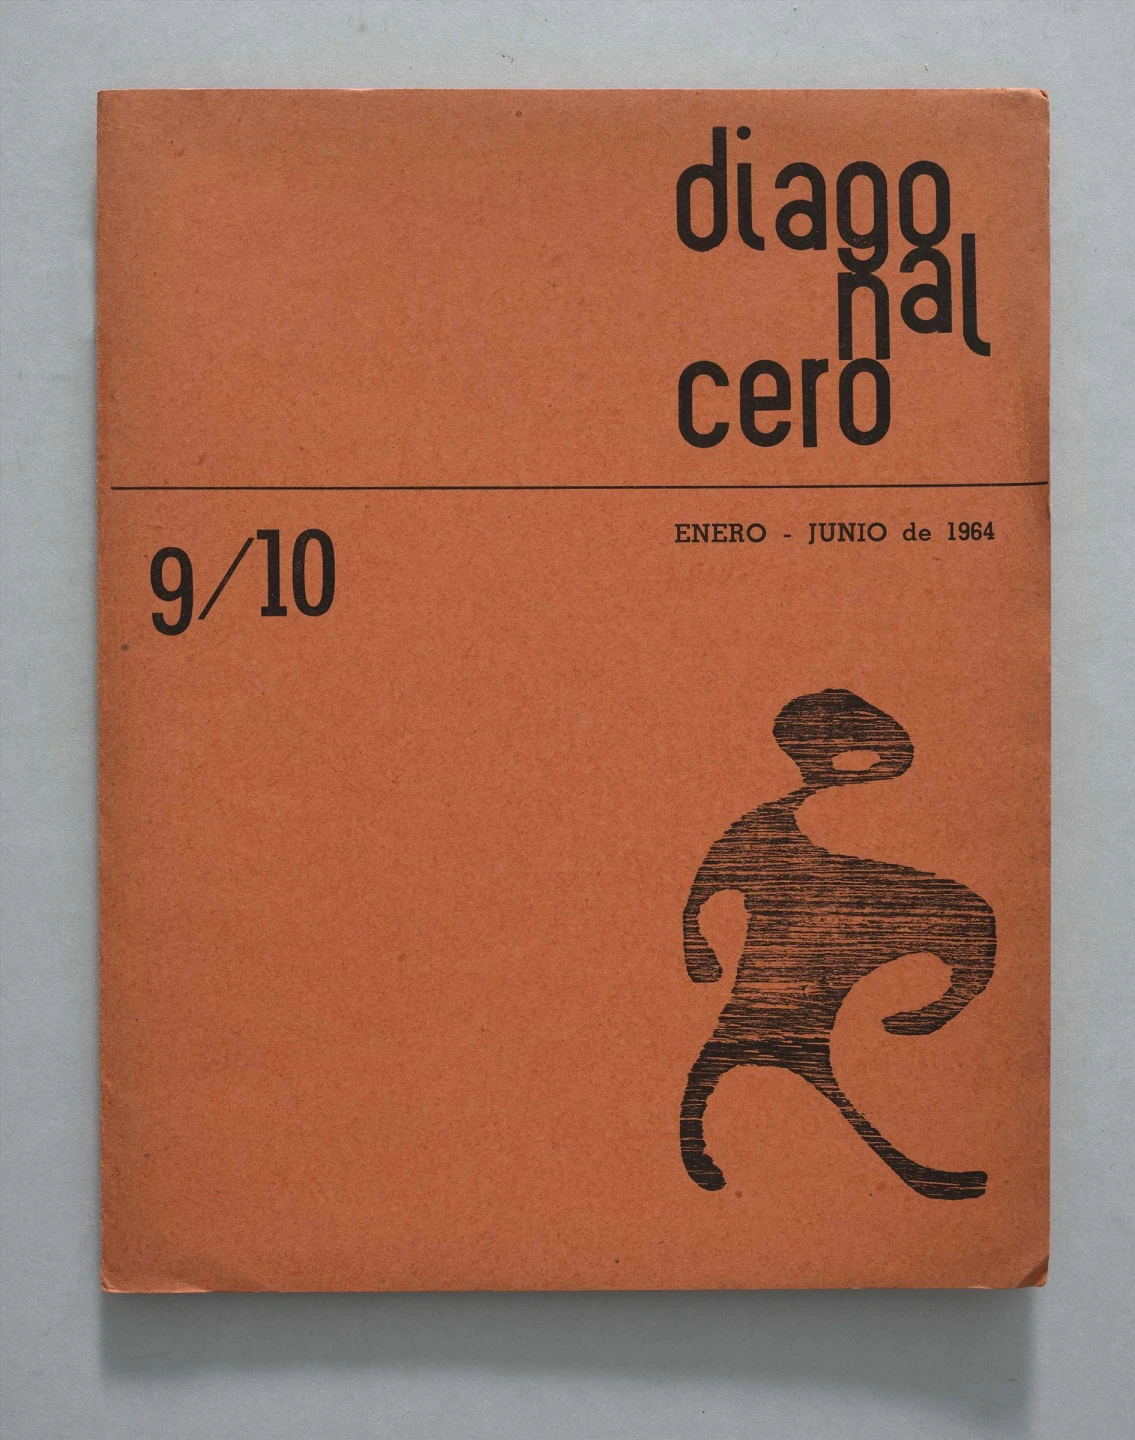 diago
nal
cero
9/10
ENERO - JUNIO de 1964